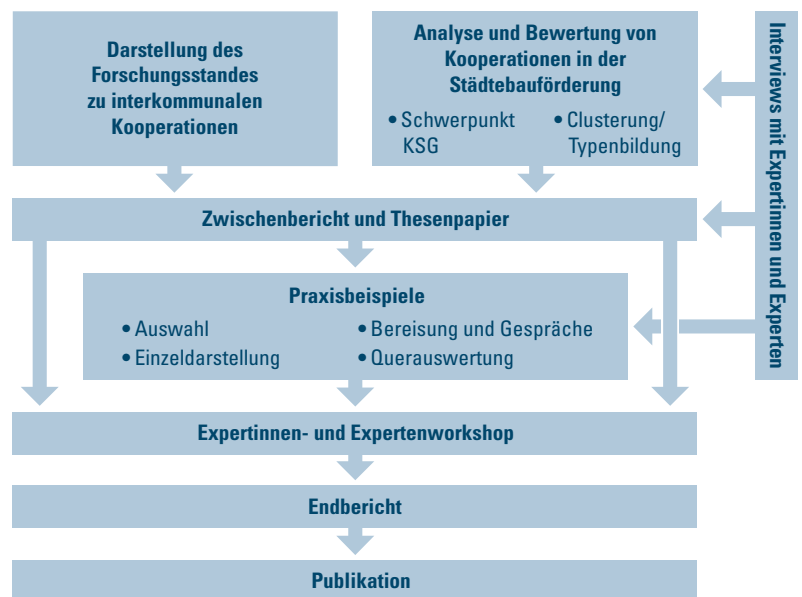 Darstellung des
Forschungsstandes
zu interkommunalen
Kooperationen
Analyse und Bewertung von
Kooperationen in der
Städtebauförderung
• Schwerpunkt
KSG
• Clusterung/
Typenbildung
Interviews mit Expertinnen und Experten
Zwischenbericht und Thesenpapier
Praxisbeispiele
• Auswahl
• Einzeldarstellung
• Bereisung und Gespräche
• Querauswertung
Expertinnen- und Expertenworkshop
Endbericht
Publikation